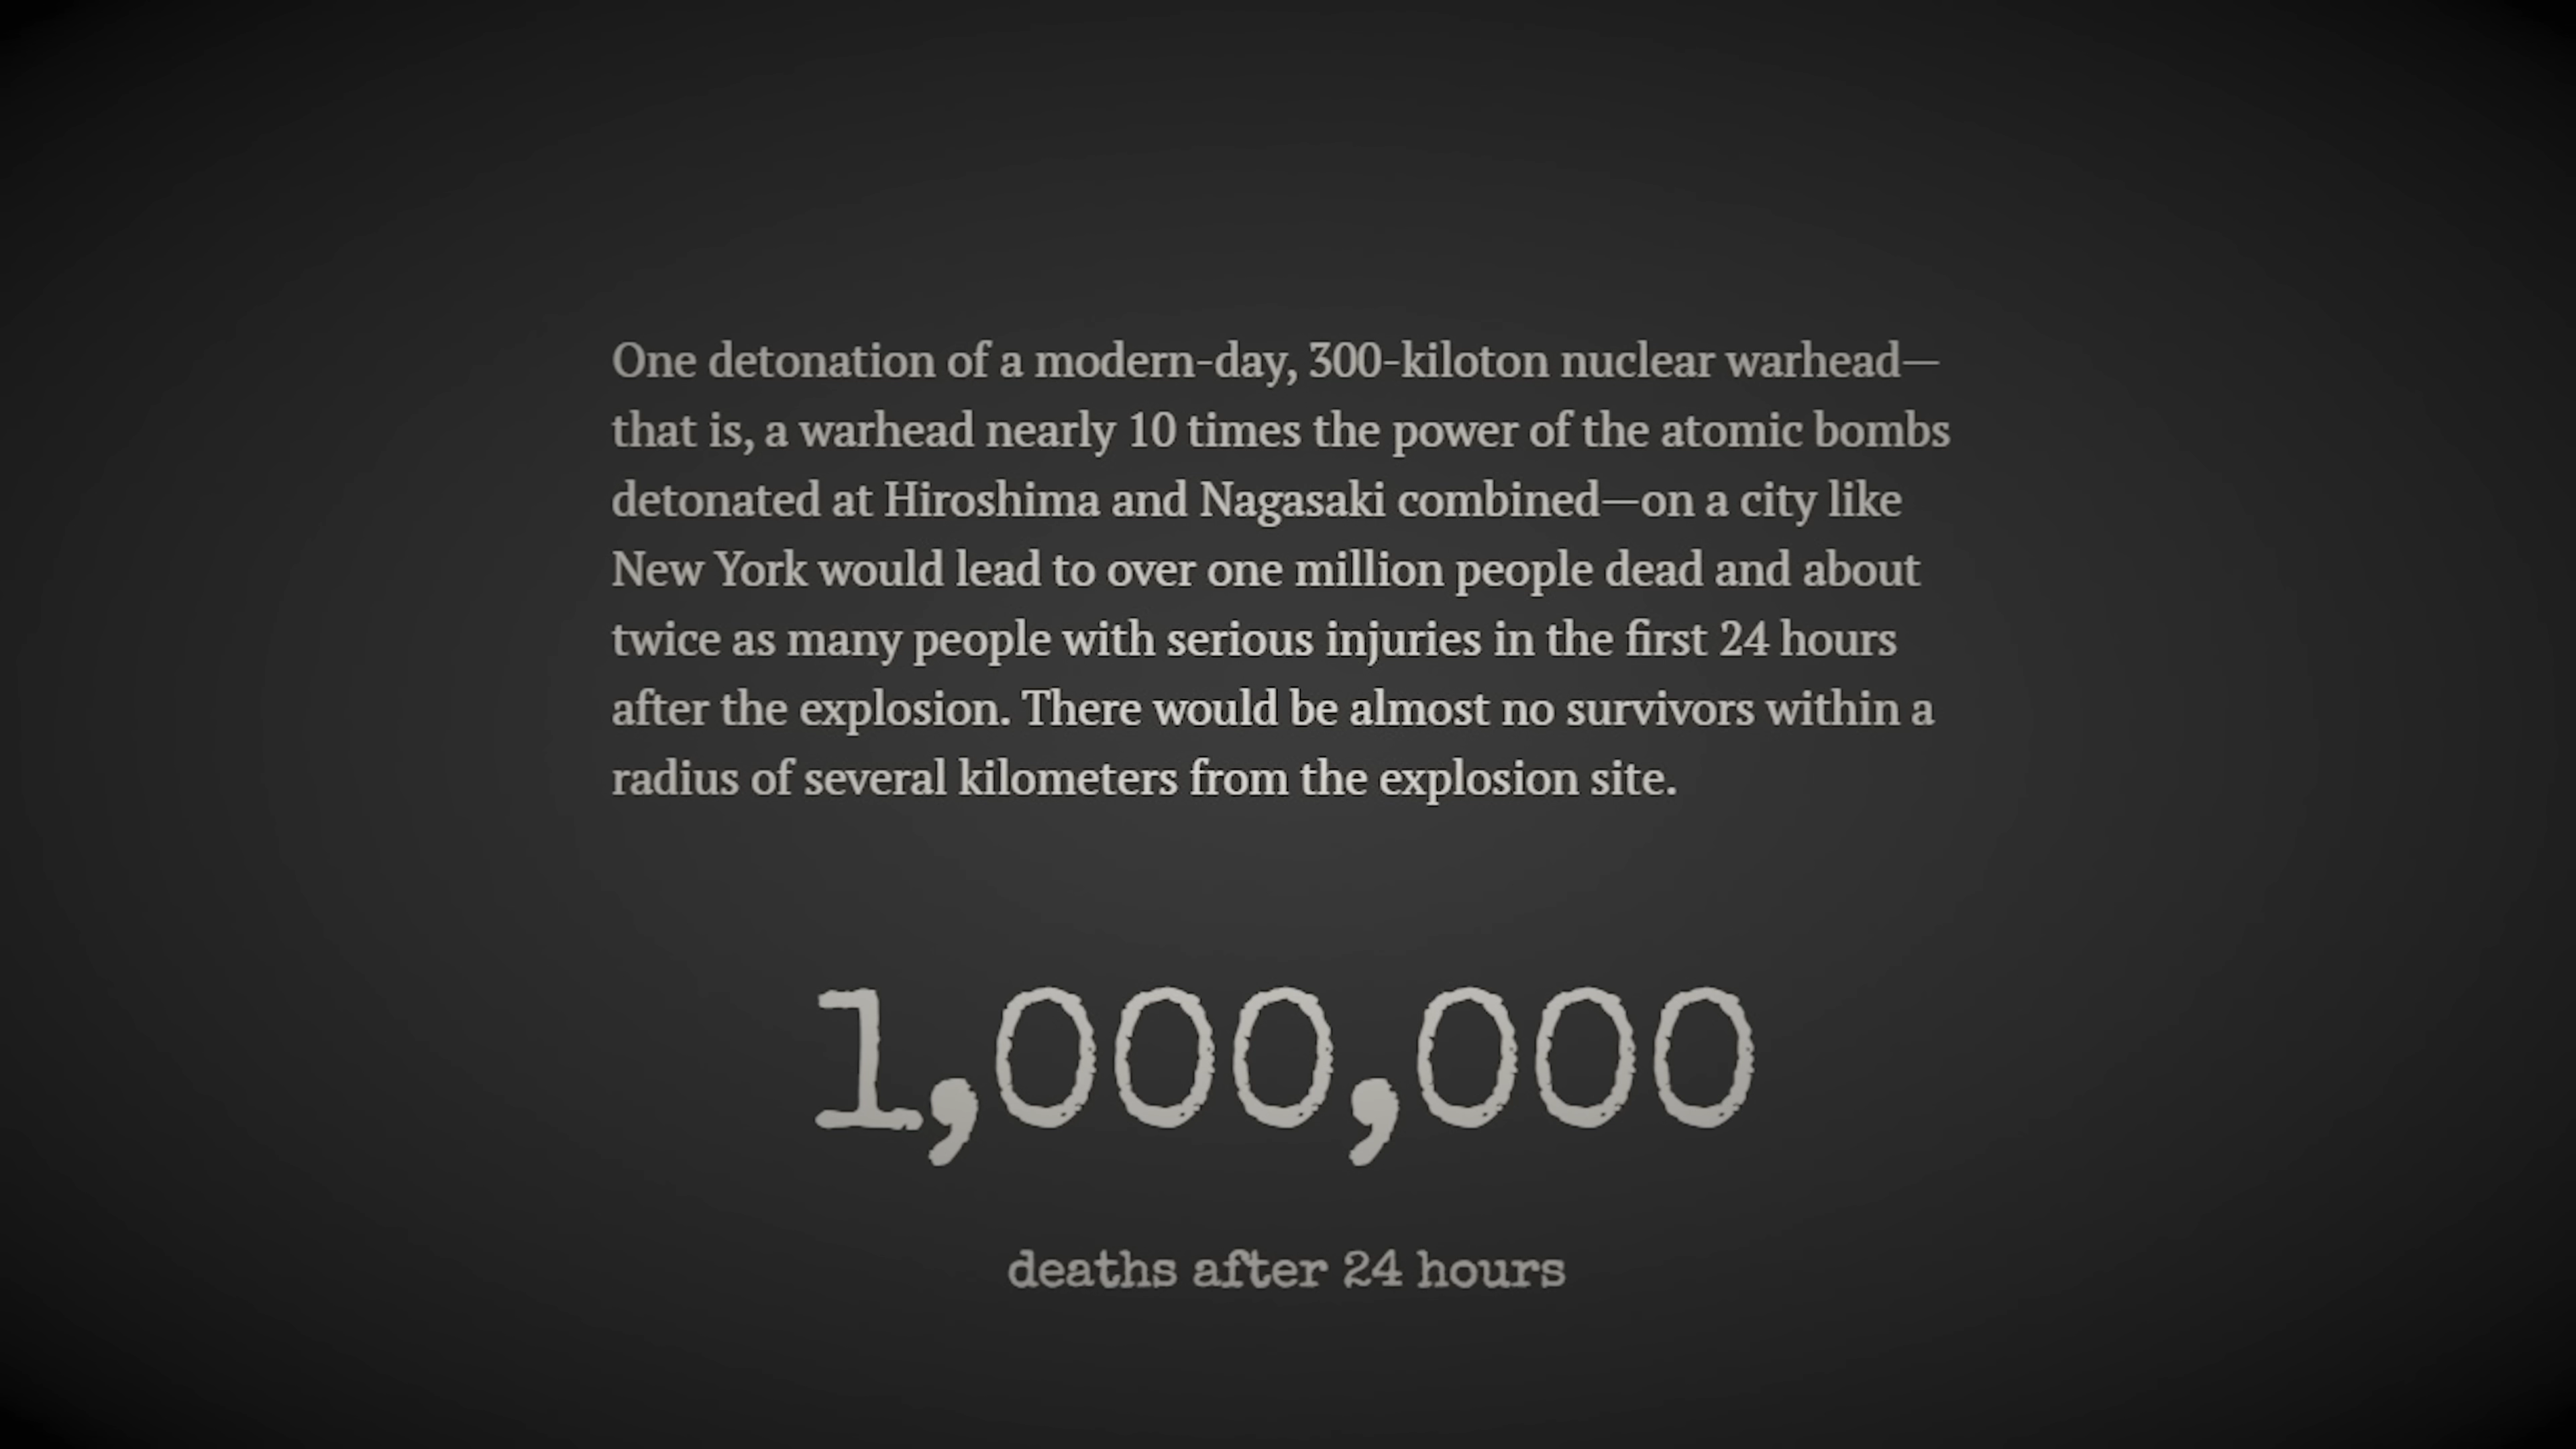 One detonation of a modern-day, 300-kiloton nuclear warhead—
that is, a warhead nearly 10 times the power of the atomic bombs
detonated at Hiroshima and Nagasaki combined—on a city like
New York would lead to over one million people dead and about
twice as many people with serious injuries in the first 24 hours
after the explosion. There would be almost no survivors within a
radius of several kilometers from the explosion site.
1,000,000
deaths after 24 hours